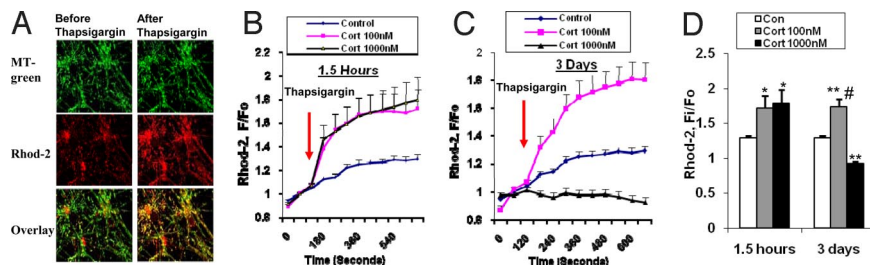 A
Before Thapsigargin
After Thapsigargin
MT-green
Rhod-2
Overlay
B
Control
Cort 100nM
Cort 1000nM
1.5 Hours
Thapsigargin
Rhod-2, F/Fo
2
1.8
1.6
1.4
1.2
1
0.8
0
180
360
540
Time (Seconds)
C
Control
Cort 100nM
Cort 1000nM
3 Days
Thapsigargin
Rhod-2, F/Fo
2
1.8
1.6
1.4
1.2
1
0.8
0
120
240
360
480
600
Time (Seconds)
D
Con
Cort 100nM
Cort 1000nM
Rhod-2, Fi/Fo
2
1.5
1
0.5
0
* *
** #
**
1.5 hours
3 days